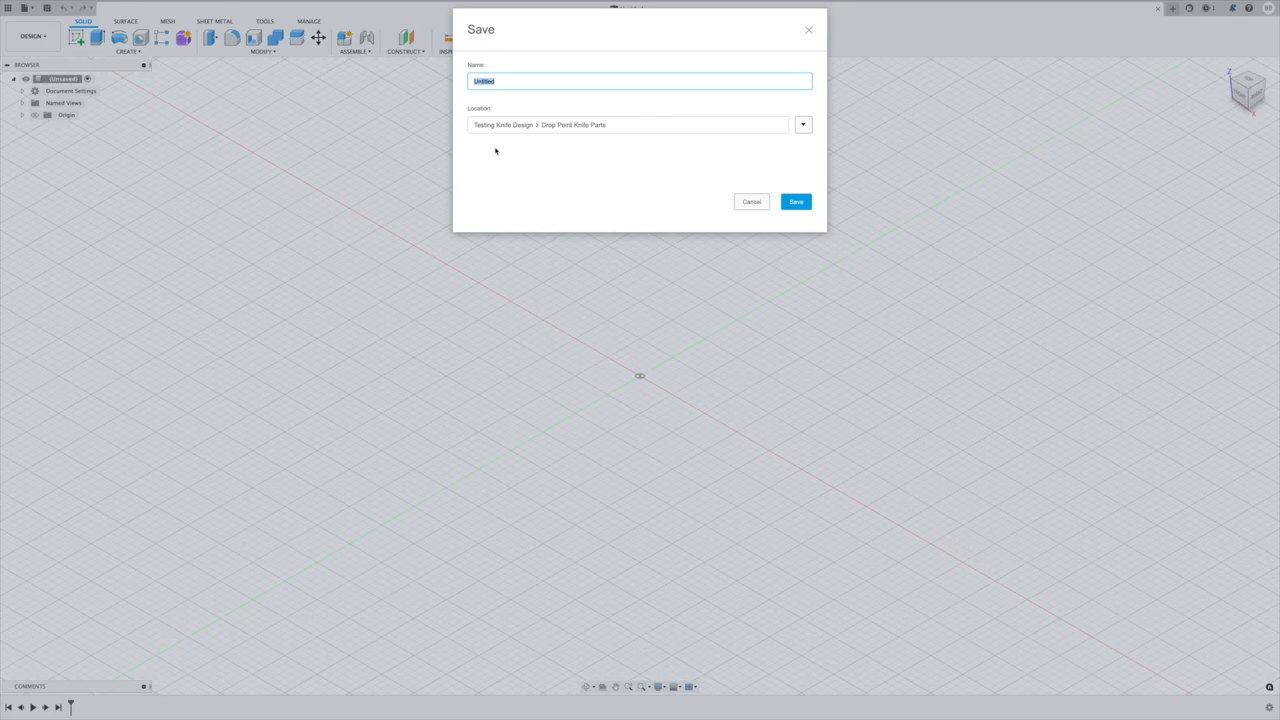 Save
Name:
Untitled
Location:
Testing Knife Design > Drop Point Knife Parts
Cancel
Save
SOLID
SURFACE
MESH
SHEET METAL
TOOLS
MANAGE
DESIGN
CREATE
MODIFY
ASSEMBLE
CONSTRUCT
BROWSER
(Unsaved)
Document Settings
Named Views
Origin
Z
X
COMMENTS